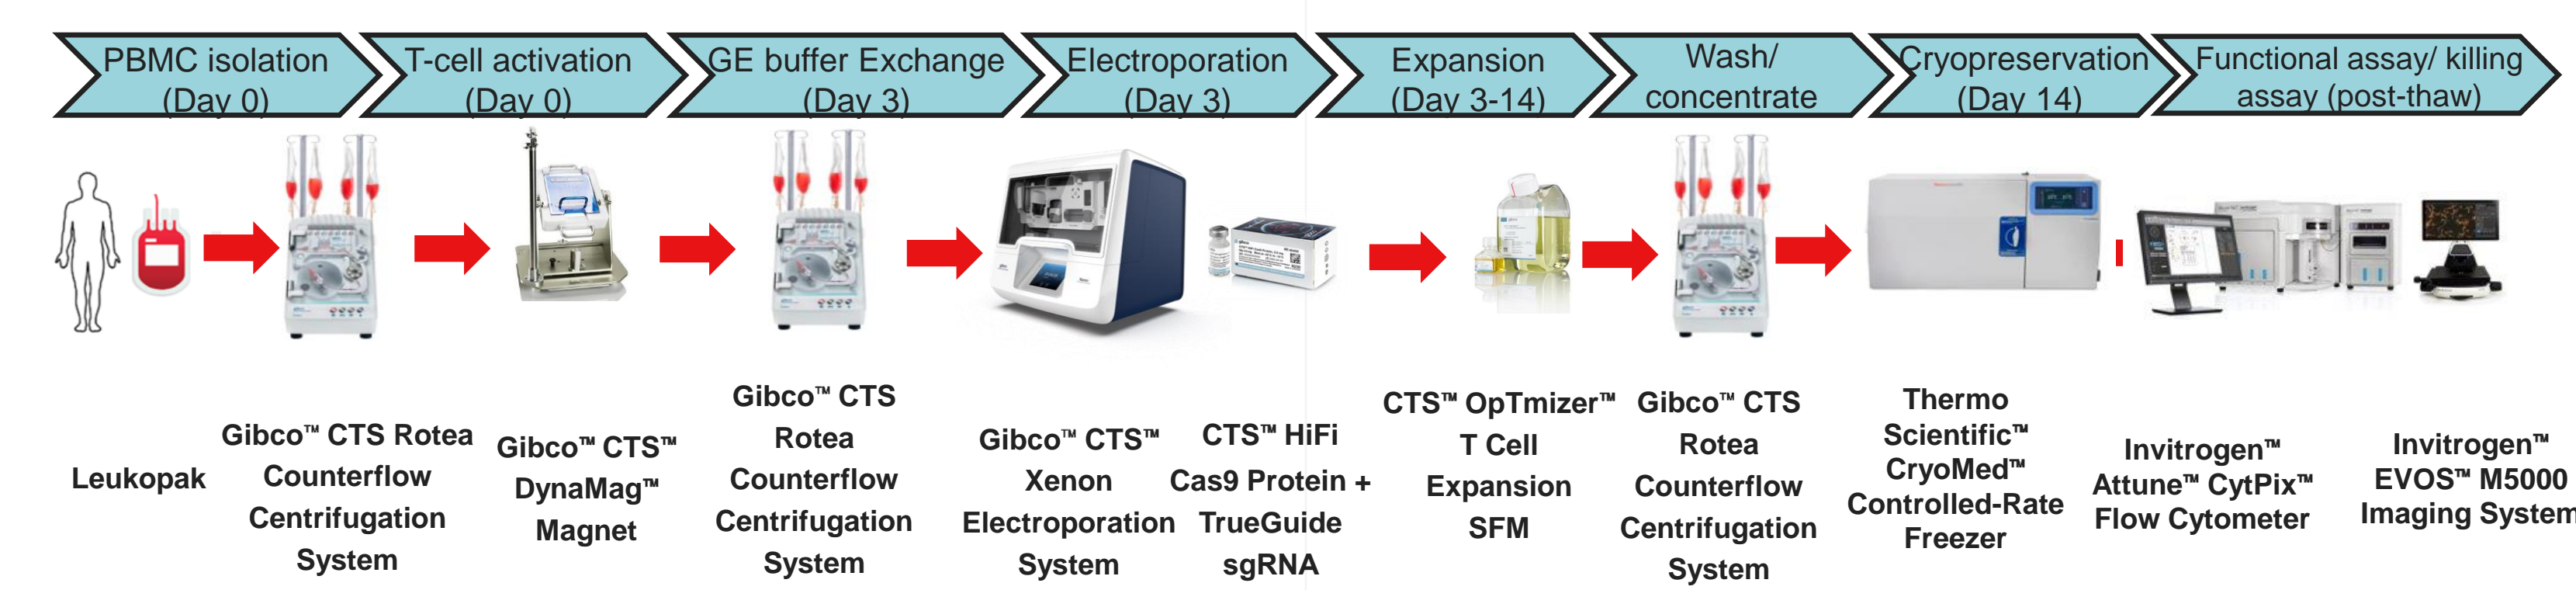 PBMC isolation
(Day 0)
T-cell activation
(Day 0)
GE buffer Exchange
(Day 3)
Electroporation
(Day 3)
Expansion
(Day 3-14)
Wash/
concentrate
Cryopreservation
(Day 14)
Functional assay/ killing
assay (post-thaw)
Leukopak
Gibco™ CTS Rotea
Counterflow
Centrifugation
System
Gibco™ CTS™
DynaMag™
Magnet
Gibco™ CTS
Rotea
Counterflow
Centrifugation
System
Gibco™ CTS™
Xenon
Electroporation
System
CTS™ HiFi
Cas9 Protein +
TrueGuide
sgRNA
CTS™ OpTmizer™
T Cell
Expansion
SFM
Gibco™ CTS
Rotea
Counterflow
Centrifugation
System
Thermo
Scientific™
CryoMed™
Controlled-Rate
Freezer
Invitrogen™
Attune™ CytPix™
Flow Cytometer
Invitrogen™
EVOS™ M5000
Imaging System